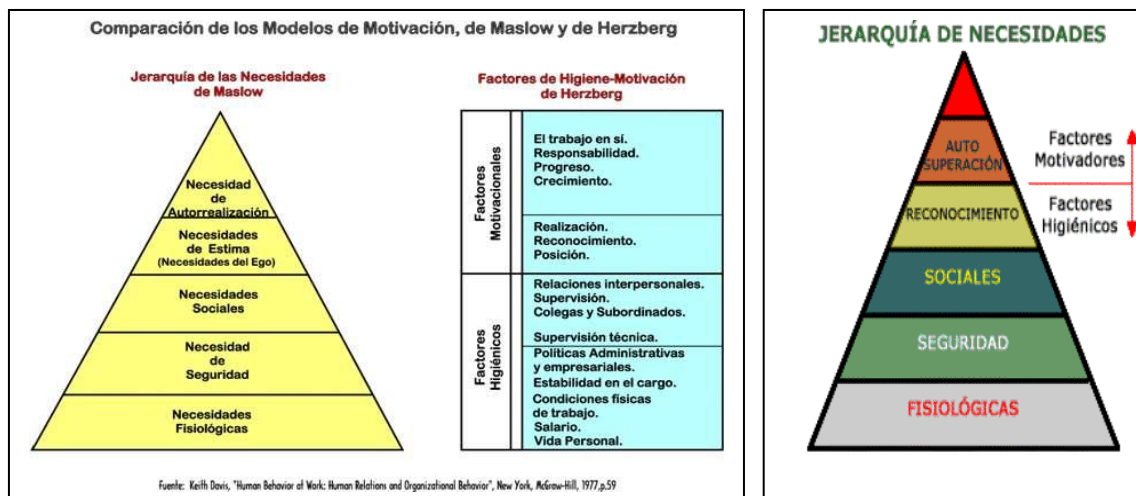 Comparación de los Modelos de Motivación, de Maslow y de Herzberg
Jerarquía de las Necesidades
de Maslow
Necesidad
de
Autorrealización
Necesidades
de Estima
(Necesidades del Ego)
Necesidades
Sociales
Necesidad
de
Seguridad
Necesidades
Fisiológicas
Factores de Higiene-Motivación
de Herzberg
Factores
Motivacionales
El trabajo en sí.
Responsabilidad.
Progreso.
Crecimiento.
Realización.
Reconocimiento.
Posición.
Factores
Higiénicos
Relaciones interpersonales.
Supervisión.
Colegas y Subordinados.
Supervisión técnica.
Políticas Administrativas
y empresariales.
Estabilidad en el cargo.
Condiciones físicas
de trabajo.
Salario.
Vida Personal.
Fuente: Keith Davis, "Human Behavior of Work: Human Relations and Organizational Behavior", New York, McGraw-Hill, 1977,p.59
JERARQUÍA DE NECESIDADES
AUTO
SUPERACIÓN
RECONOCIMIENTO
SOCIALES
SEGURIDAD
FISIOLÓGICAS
Factores
Motivadores
Factores
Higiénicos